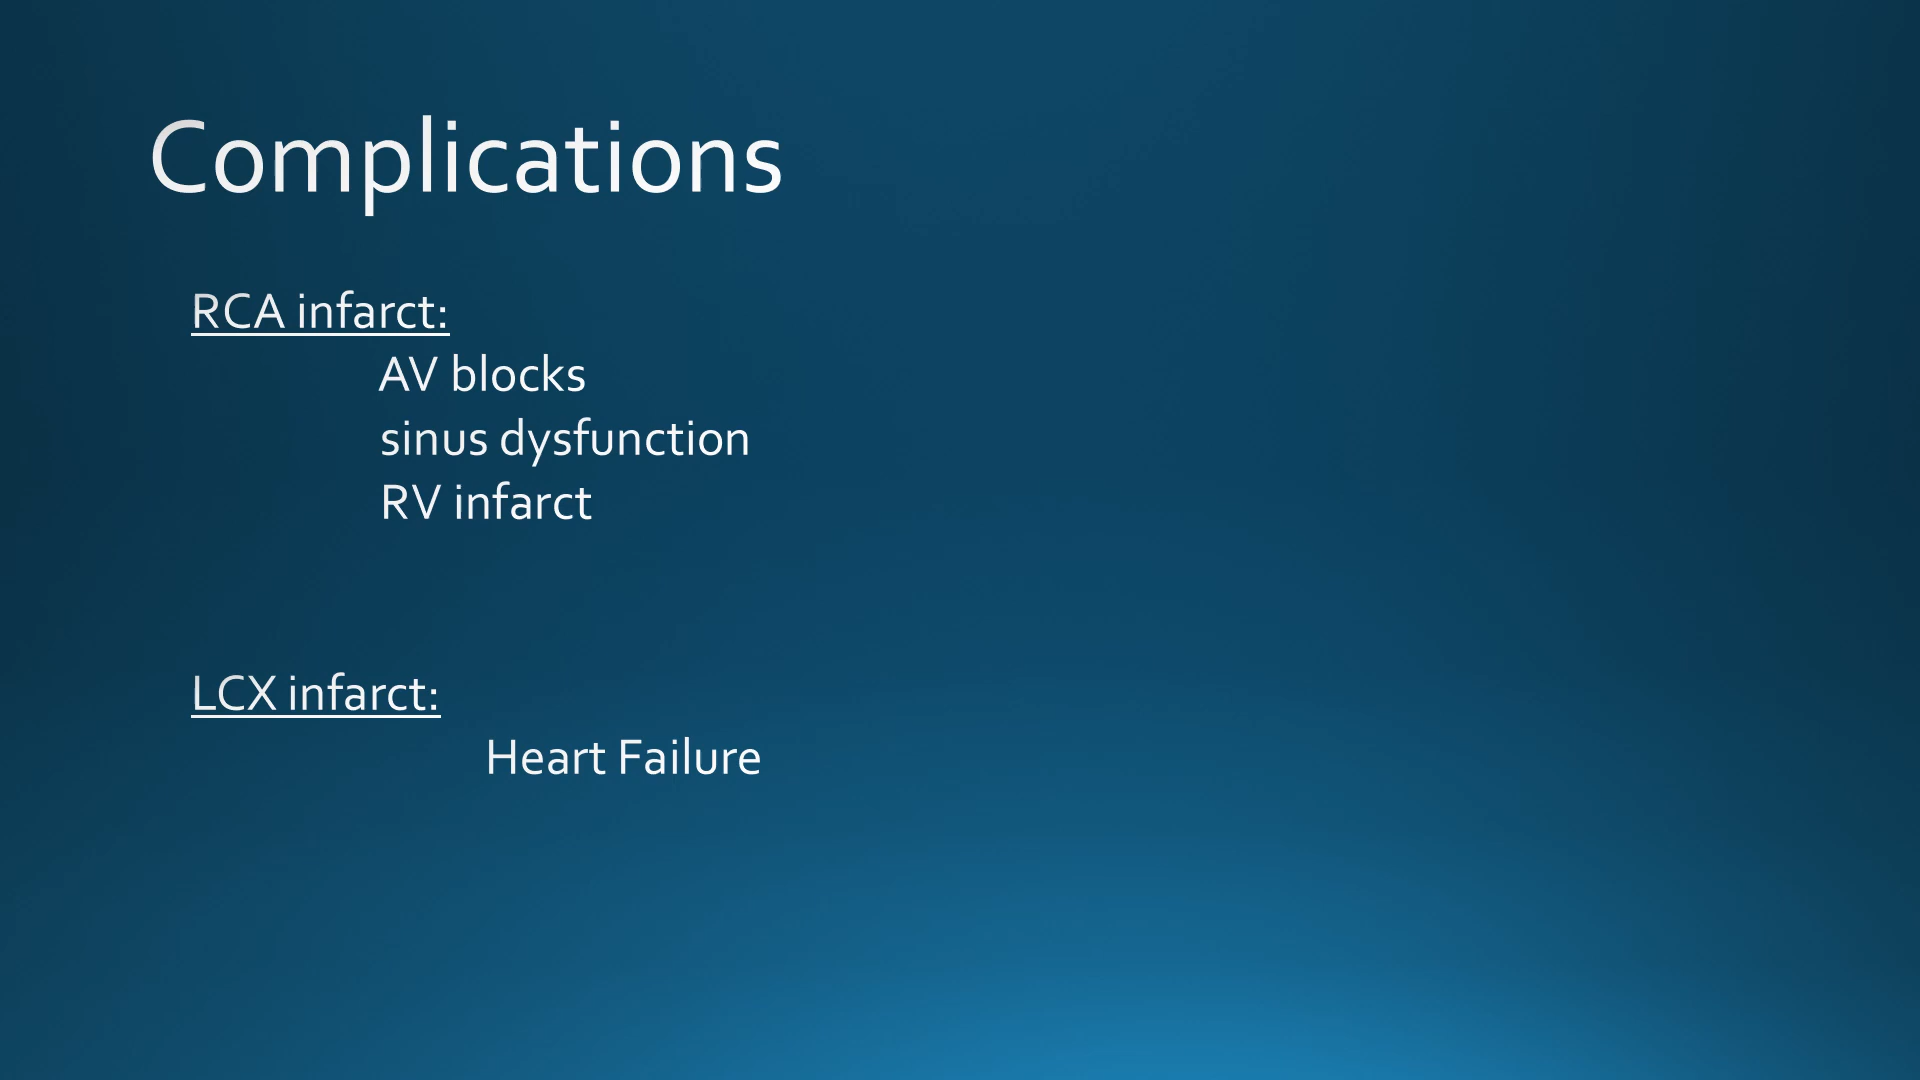 Complications
RCA infarct:
AV blocks
sinus dysfunction
RV infarct
LCX infarct:
Heart Failure